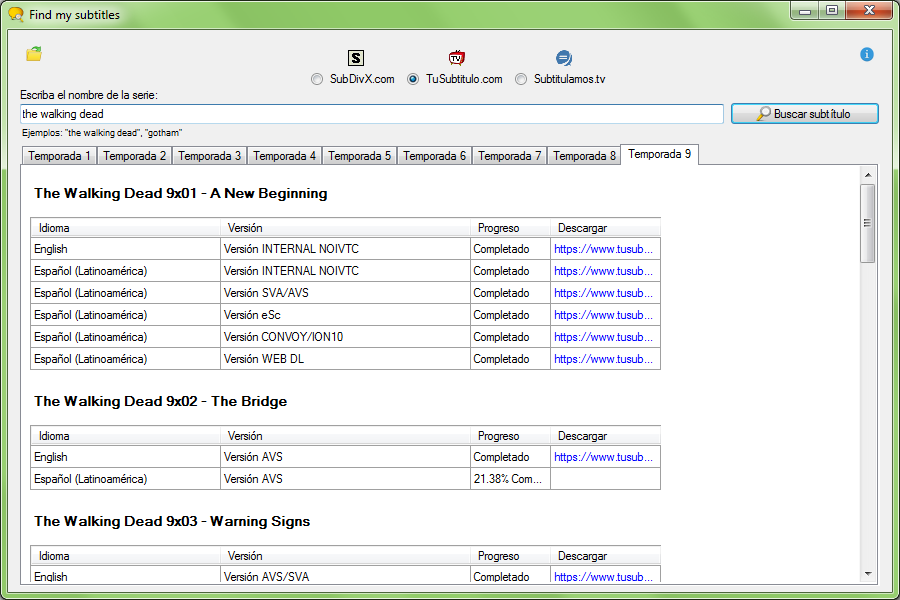 Find my subtitles
S TV
SubDivX.com TuSubtitulo.com Subtitulamos.tv
Escriba el nombre de la serie:
the walking dead Buscar subtítulo
Ejemplos: "the walking dead", "gotham"
Temporada 1 Temporada 2 Temporada 3 Temporada 4 Temporada 5 Temporada 6 Temporada 7 Temporada 8 Temporada 9
The Walking Dead 9x01 - A New Beginning
Idioma Versión Progreso Descargar
English Versión INTERNAL NOIVTC Completado https://www.tusub...
Español (Latinoamérica) Versión INTERNAL NOIVTC Completado https://www.tusub...
Español (Latinoamérica) Versión SVA/AVS Completado https://www.tusub...
Español (Latinoamérica) Versión eSc Completado https://www.tusub...
Español (Latinoamérica) Versión CONVOY/ION10 Completado https://www.tusub...
Español (Latinoamérica) Versión WEB DL Completado https://www.tusub...
The Walking Dead 9x02 - The Bridge
Idioma Versión Progreso Descargar
English Versión AVS Completado https://www.tusub...
Español (Latinoamérica) Versión AVS 21.38% Com...
The Walking Dead 9x03 - Warning Signs
Idioma Versión Progreso Descargar
English Versión AVS/SVA Completado https://www.tusub...